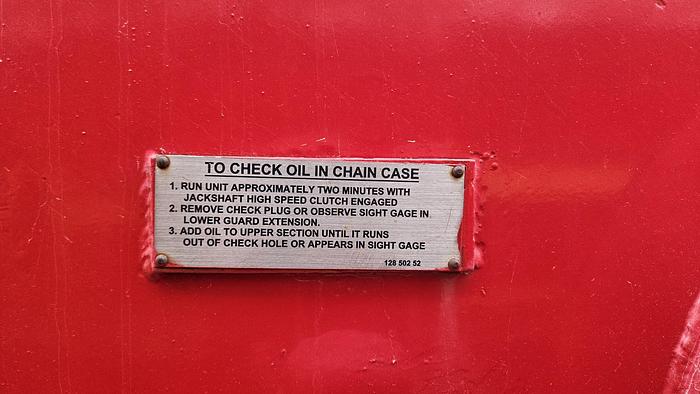 TO CHECK OIL IN CHAIN CASE
1. RUN UNIT APPROXIMATELY TWO MINUTES WITH
JACKSHAFT HIGH SPEED CLUTCH ENGAGED
2. REMOVE CHECK PLUG OR OBSERVE SIGHT GAGE IN
LOWER GUARD EXTENSION.
3. ADD OIL TO UPPER SECTION UNTIL IT RUNS
OUT OF CHECK HOLE OR APPEARS IN SIGHT GAGE
128 502 52